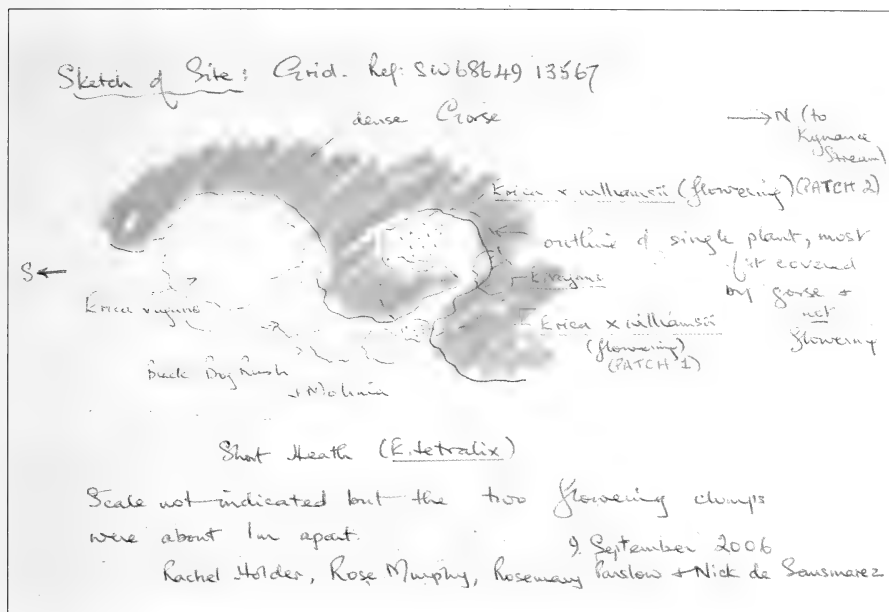 Sketch of Site: Grid. Ref: SW68649 13567
dense Gorse
→ N (to
Kynance
Stream)
Erica x williamsii (flowering) (PATCH 2)
outline of single plant, most
of it covered
by gorse +
not
flowering
S ←
E. vagans
Erica vagans
Erica x williamsii
(flowering)
(PATCH 1)
Black Bog Rush
+ Molinia
Short Heath (E. tetralix)
Scale not indicated but the two flowering clumps
were about 1m apart.
9 September 2006
Rachel Holder, Rose Murphy, Rosemary Parslow + Nick de Sausmarez